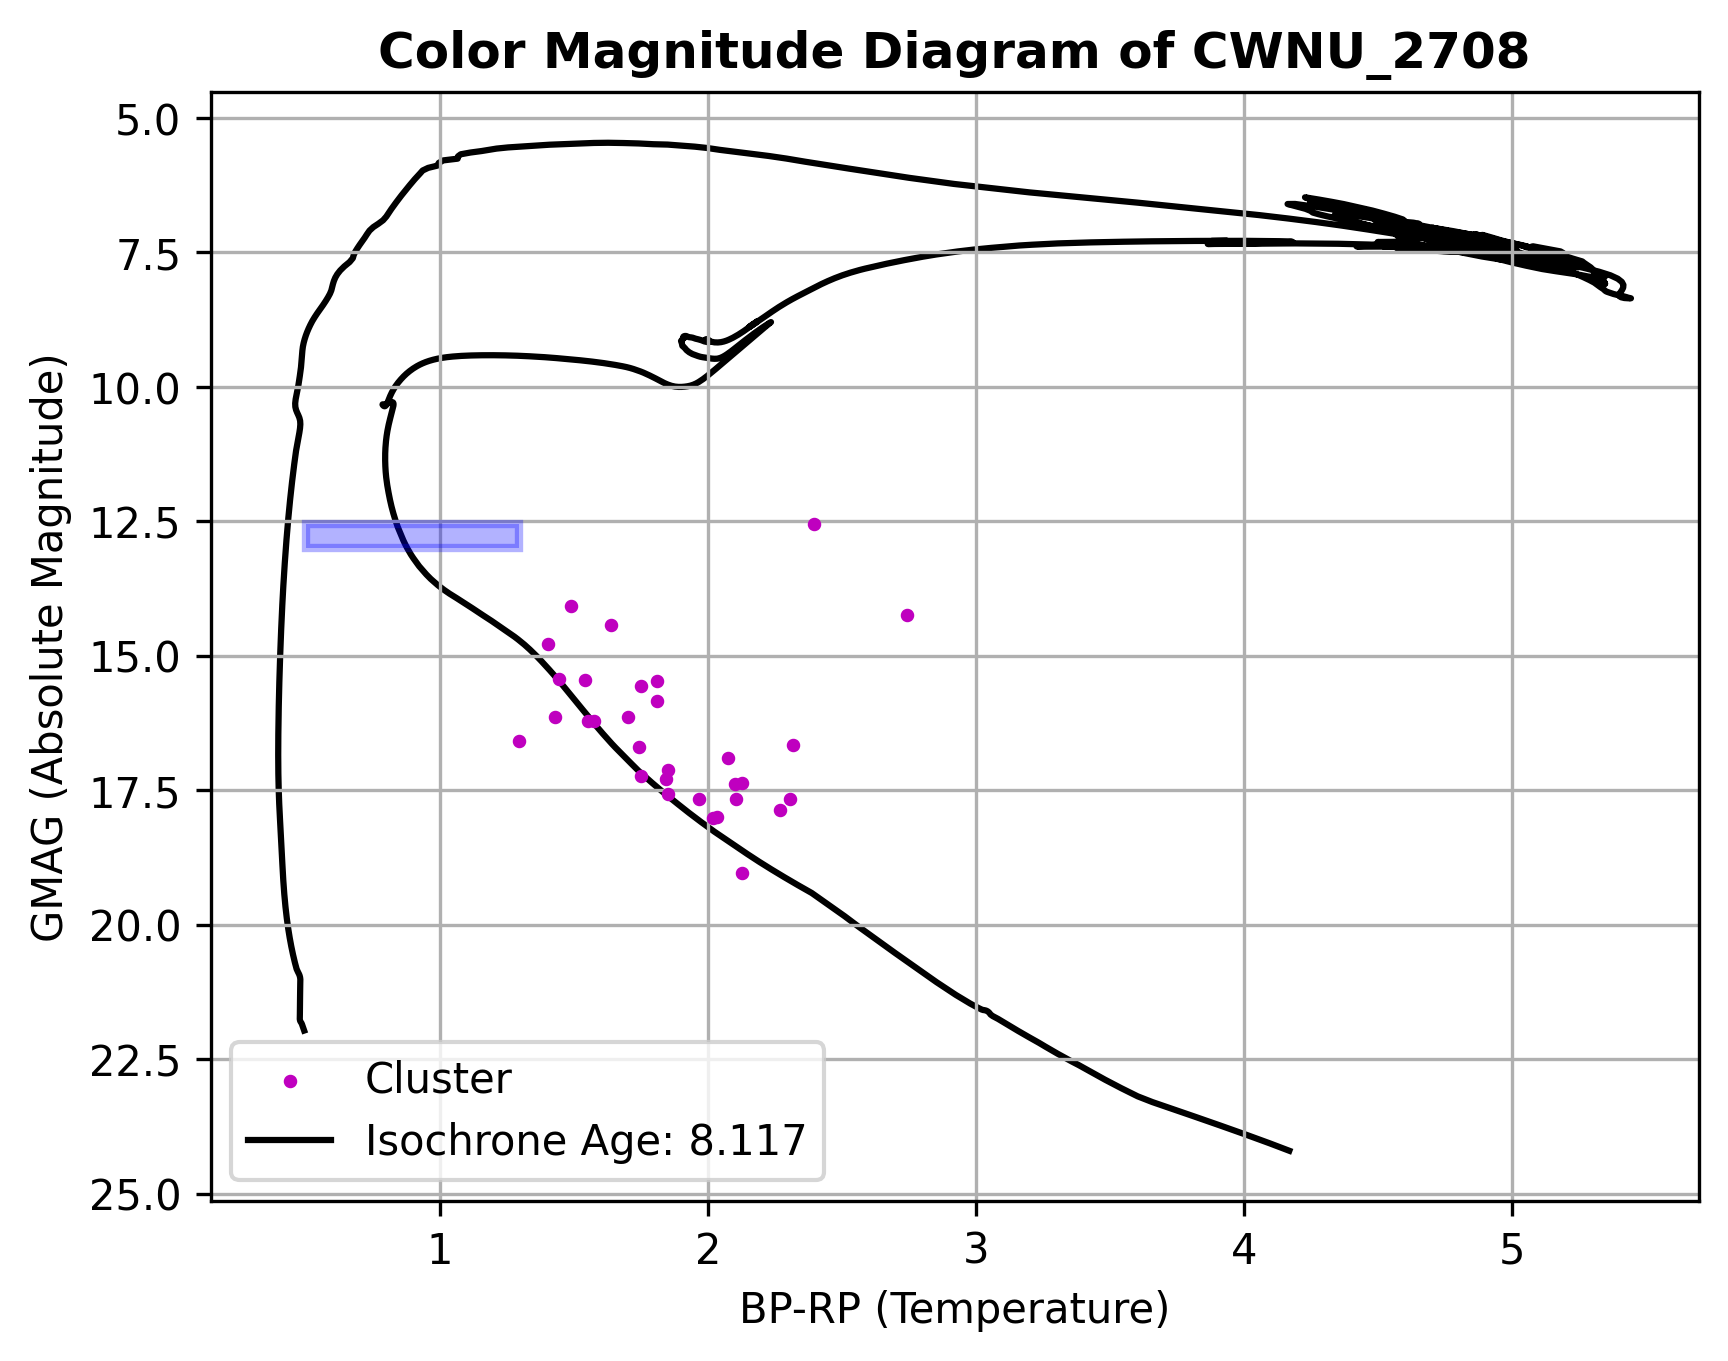 Color Magnitude Diagram of CWNU_2708
GMAG (Absolute Magnitude)
5.0
7.5
10.0
12.5
15.0
17.5
20.0
22.5
25.0
Cluster
Isochrone Age: 8.117
1 2 3 4 5
BP-RP (Temperature)